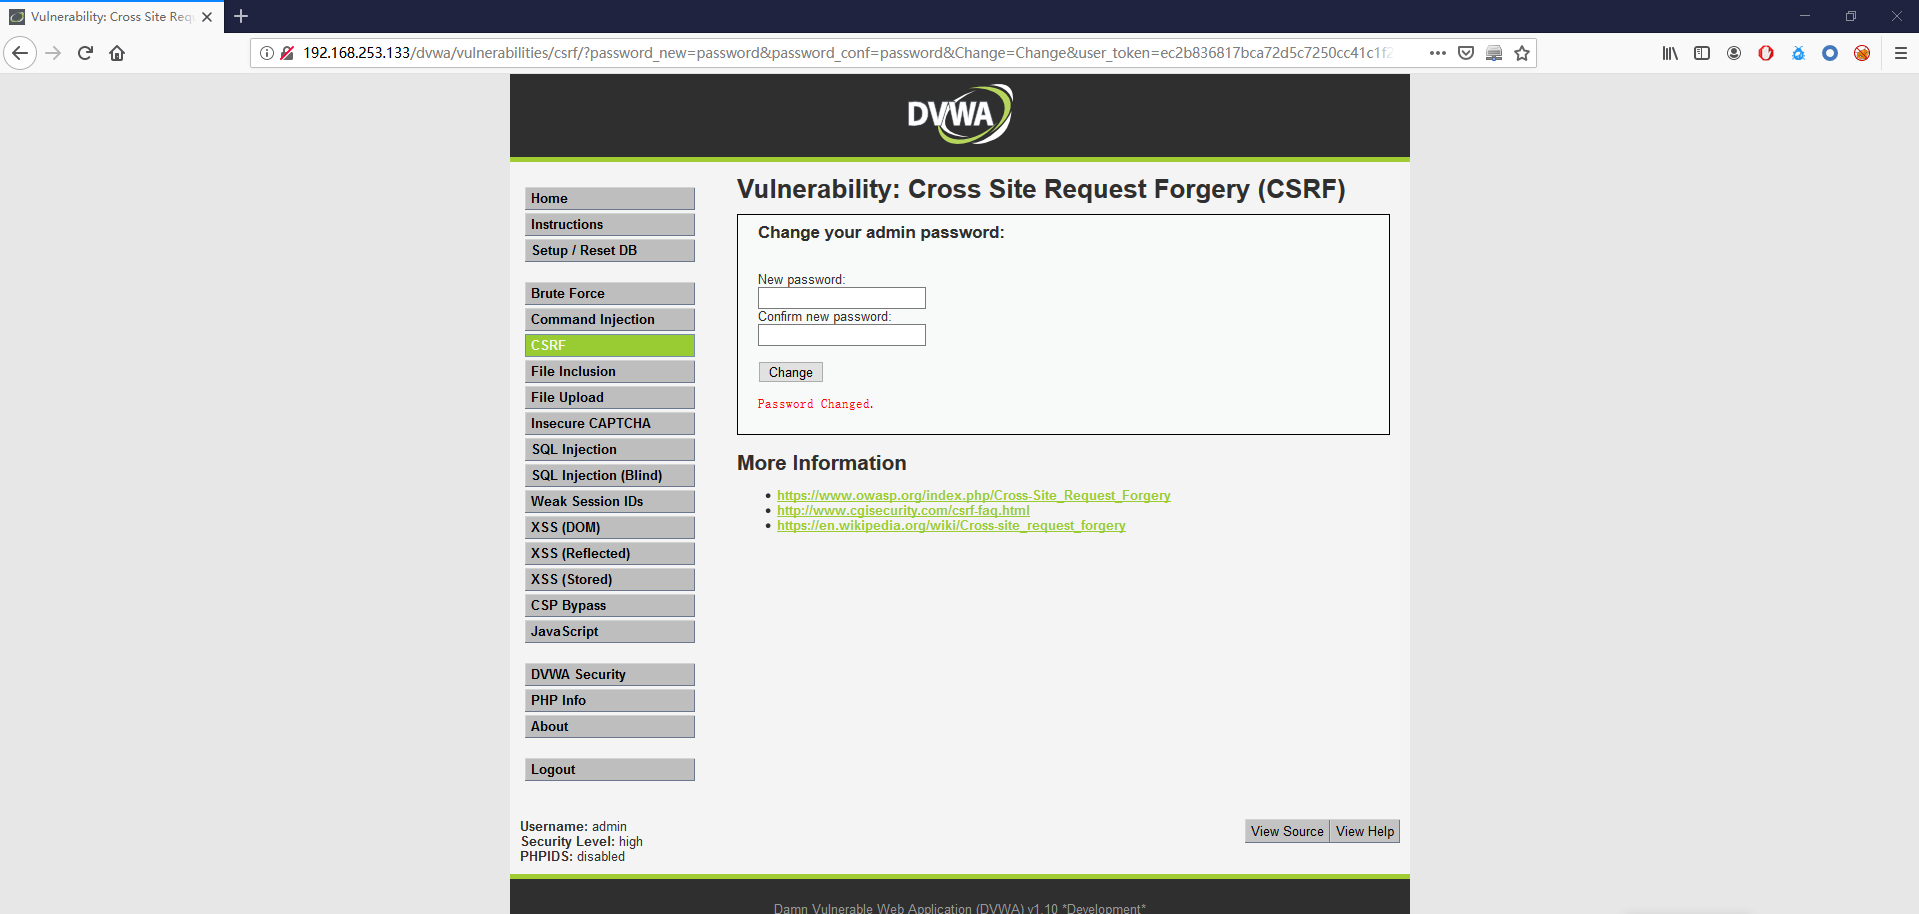 Vulnerability: Cross Site Req
192.168.253.133/dvwa/vulnerabilities/csrf/?password_new=password&password_conf=password&Change=Change&user_token=ec2b836817bca72d5c7250cc41c1f2
DVWA
Home
Instructions
Setup / Reset DB
Brute Force
Command Injection
CSRF
File Inclusion
File Upload
Insecure CAPTCHA
SQL Injection
SQL Injection (Blind)
Weak Session IDs
XSS (DOM)
XSS (Reflected)
XSS (Stored)
CSP Bypass
JavaScript
DVWA Security
PHP Info
About
Logout
Vulnerability: Cross Site Request Forgery (CSRF)
Change your admin password:
New password:
Confirm new password:
Change
Password Changed.
More Information
https://www.owasp.org/index.php/Cross-Site_Request_Forgery
http://www.cgisecurity.com/csrf-faq.html
https://en.wikipedia.org/wiki/Cross-site_request_forgery
Username: admin
Security Level: high
PHPIDS: disabled
View Source
View Help
Damn Vulnerable Web Application (DVWA) v1.10 *Development*